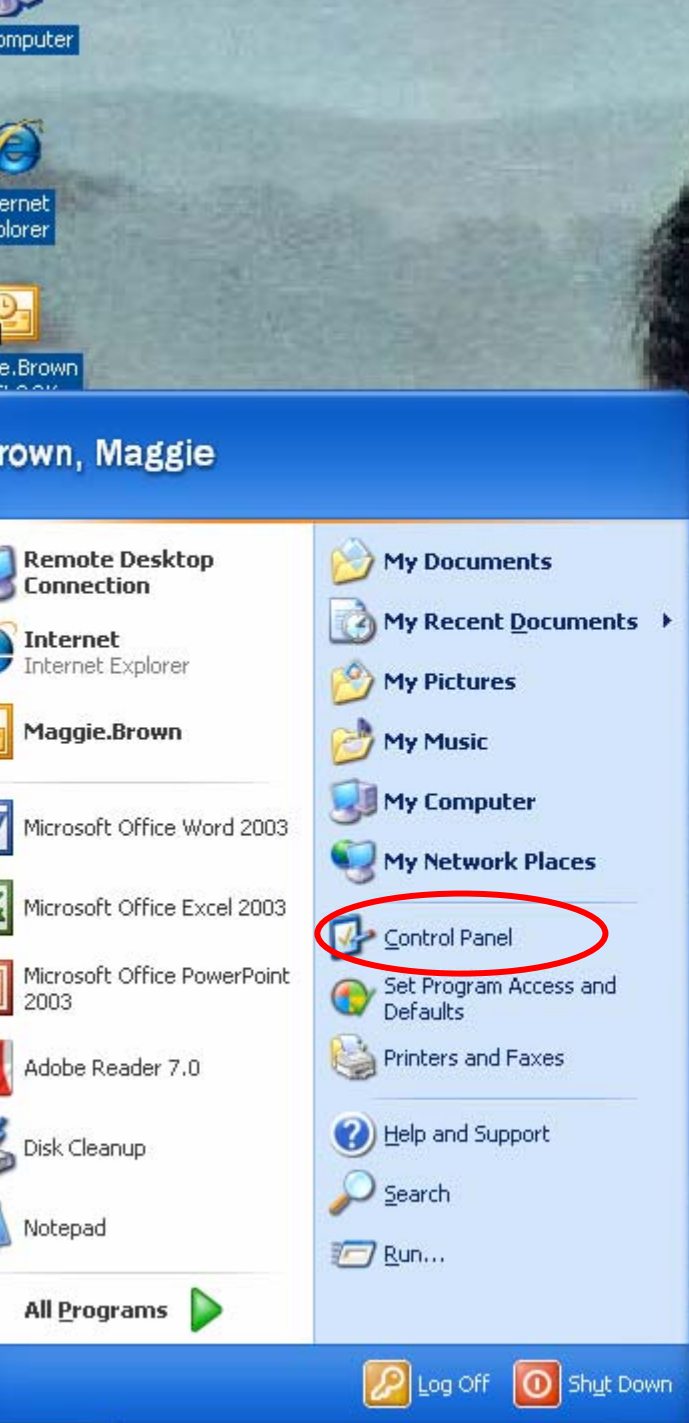 omputer
ernet
plorer
e.Brown
rown, Maggie
Remote Desktop
Connection
Internet
Internet Explorer
Maggie.Brown
Microsoft Office Word 2003
Microsoft Office Excel 2003
Microsoft Office PowerPoint
2003
Adobe Reader 7.0
Disk Cleanup
Notepad
All Programs
My Documents
My Recent Documents
My Pictures
My Music
My Computer
My Network Places
Control Panel
Set Program Access and
Defaults
Printers and Faxes
Help and Support
Search
Run...
Log Off
Shut Down